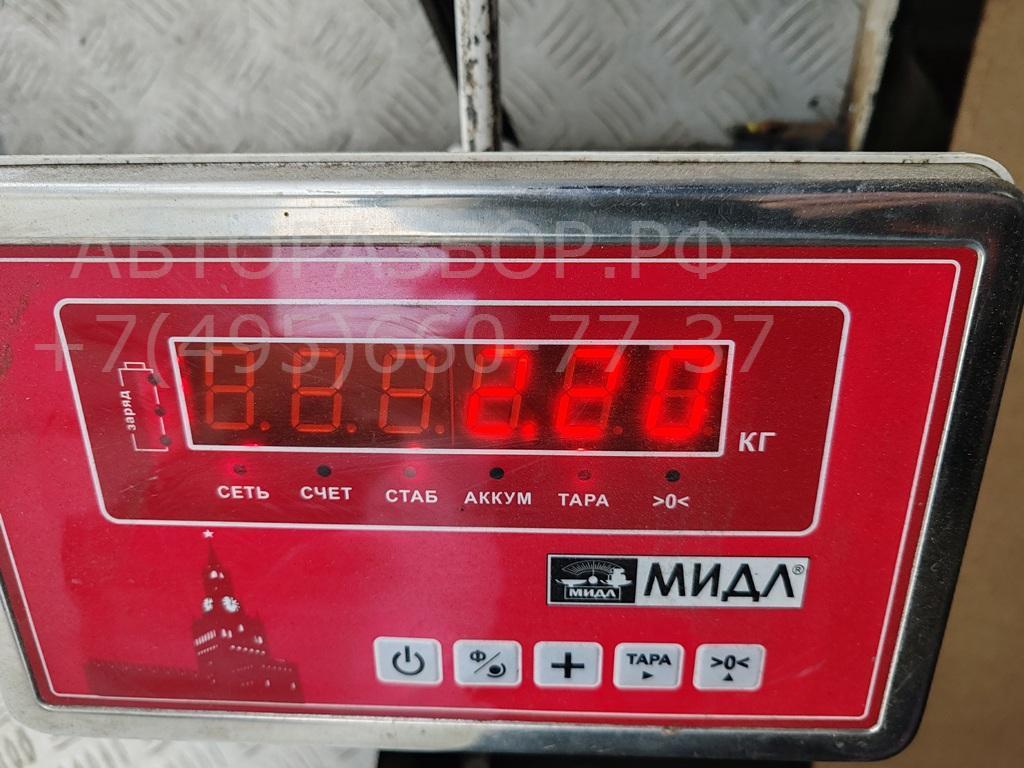 АВТОРАЗБОР.РФ
+7(495)660-77-37
заряд
2.20
КГ
СЕТЬ СЧЕТ СТАБ АККУМ ТАРА >0<
МИДЛ МИДЛ®
Ф + ТАРА >0<